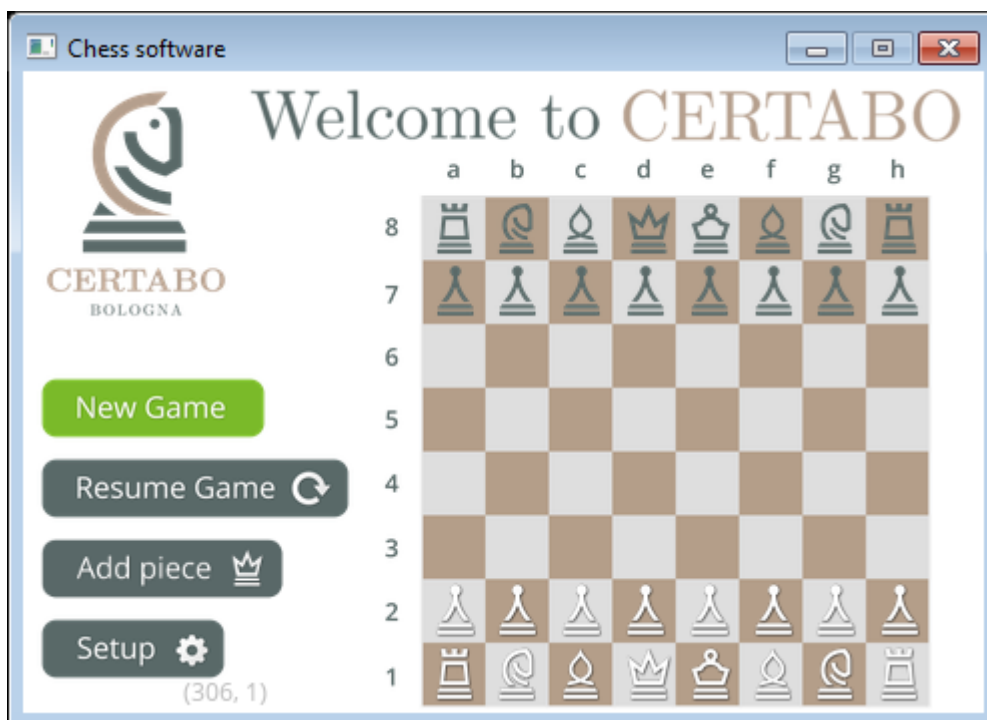 Chess software
Welcome to CERTABO
CERTABO
BOLOGNA
a b c d e f g h
8
7
6
5
4
3
2
1
New Game
Resume Game
Add piece
Setup
(306, 1)